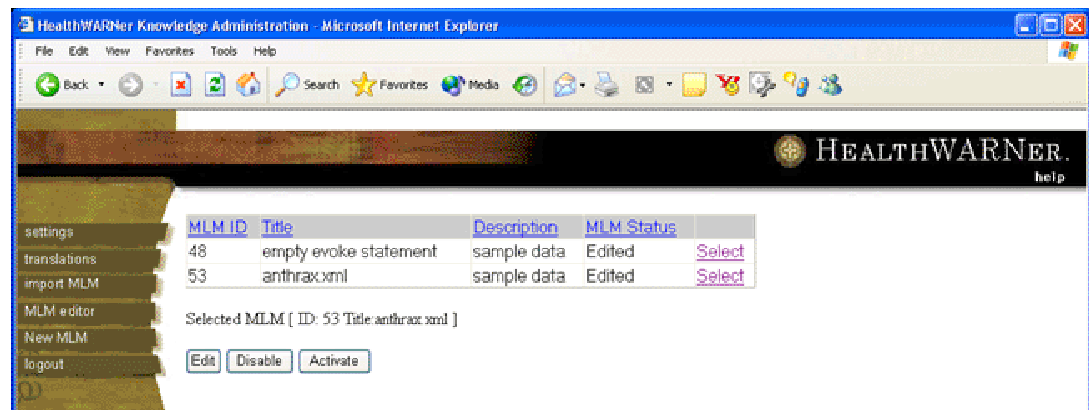 HealthWARNer Knowledge Administration - Microsoft Internet Explorer
File Edit View Favorites Tools Help
Back Search Favorites Media
HEALTHWARNER.
help
settings
translations
import MLM
MLM editor
New MLM
logout
MLM ID Title Description MLM Status
48 empty evoke statement sample data Edited Select
53 anthrax.xml sample data Edited Select
Selected MLM [ ID: 53 Title:anthrax.xml ]
Edit Disable Activate